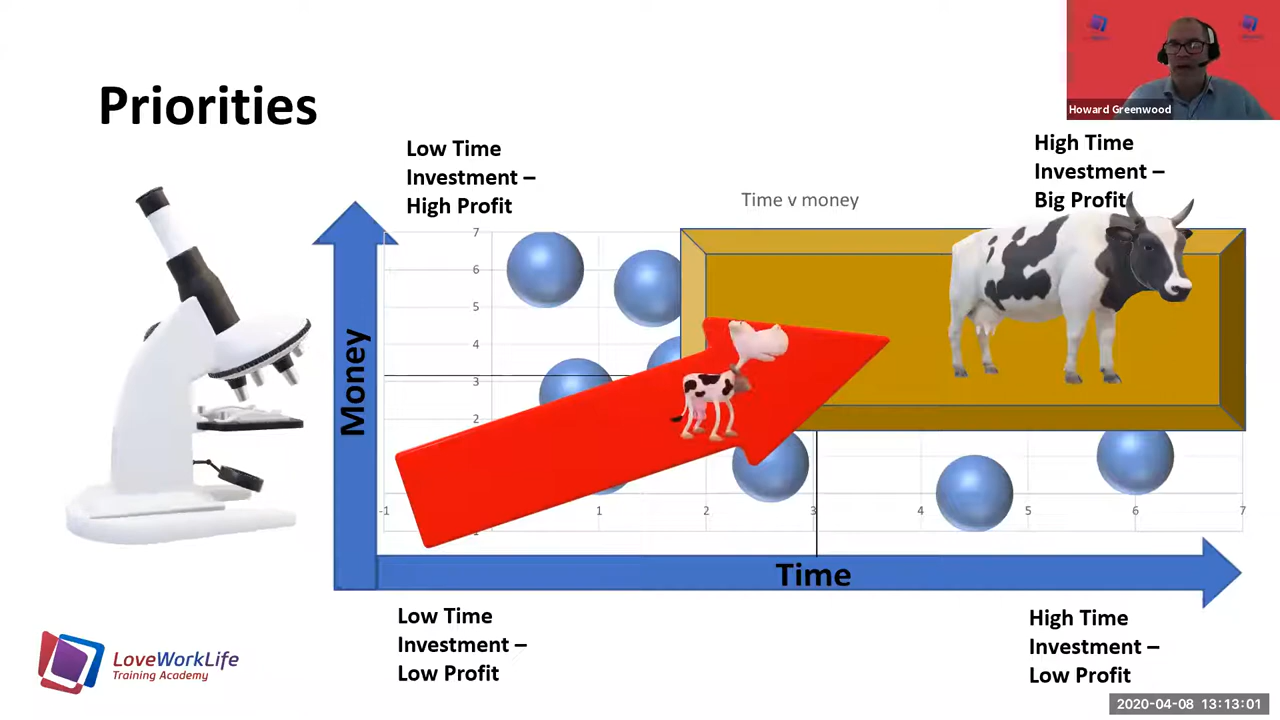 Priorities
Howard Greenwood
Low Time
Investment –
High Profit
High Time
Investment –
Big Profit
Time v money
7
6
5
4
3
2
Money
-1
1
2
3
4
5
6
7
Time
Low Time
Investment –
Low Profit
High Time
Investment –
Low Profit
LoveWorkLife
Training Academy
2020-04-08 13:13:01